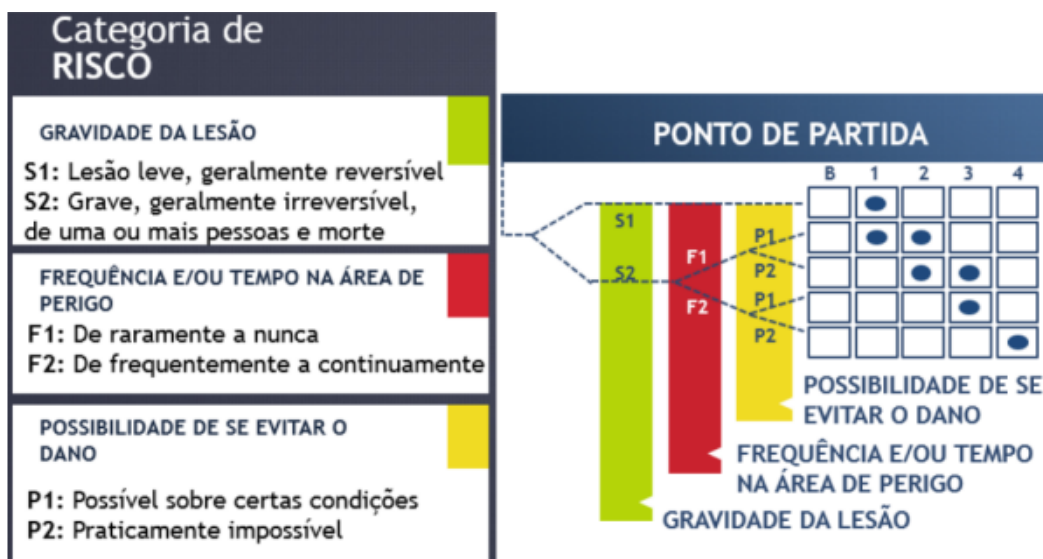 Categoria de
RISCO
GRAVIDADE DA LESÃO
S1: Lesão leve, geralmente reversível
S2: Grave, geralmente irreversível,
de uma ou mais pessoas e morte
FREQUÊNCIA E/OU TEMPO NA ÁREA DE
PERIGO
F1: De raramente a nunca
F2: De frequentemente a continuamente
POSSIBILIDADE DE SE EVITAR O
DANO
P1: Possível sobre certas condições
P2: Praticamente impossível
PONTO DE PARTIDA
B 1 2 3 4
S1
S2
F1
F2
P1
P2
P1
P2
POSSIBILIDADE DE SE
EVITAR O DANO
FREQUÊNCIA E/OU TEMPO
NA ÁREA DE PERIGO
GRAVIDADE DA LESÃO